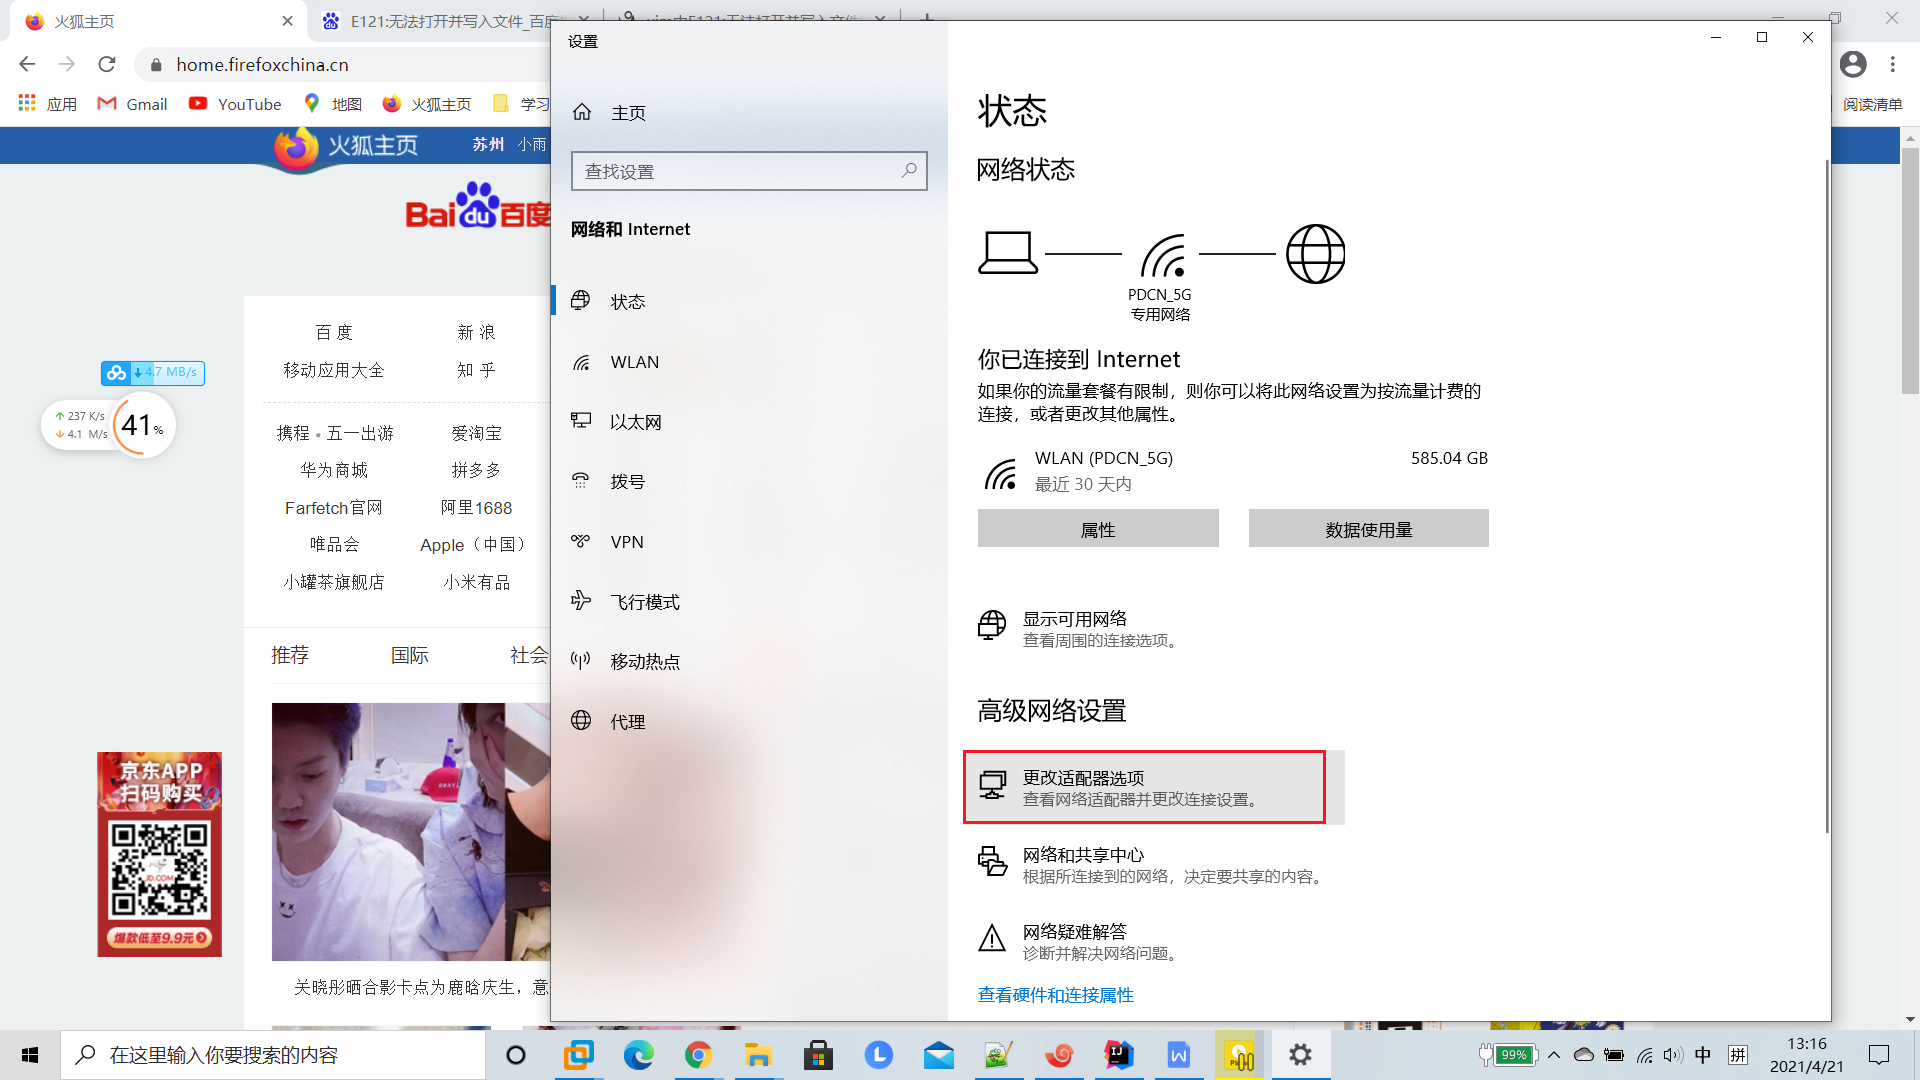 火狐主页
E121:无法打开并写入文件_百度
home.firefoxchina.cn
应用
Gmail
YouTube
地图
火狐主页
学习
阅读清单
火狐主页
苏州
小雨
Bai du 百度
百 度
新 浪
移动应用大全
知 乎
携程 ▪ 五一出游
爱淘宝
华为商城
拼多多
Farfetch官网
阿里1688
唯品会
Apple（中国）
小罐茶旗舰店
小米有品
推荐
国际
社会
4.7 MB/s
237 K/s
4.1 M/s
41%
京东APP
扫码购买
JD.COM
爆款低至9.9元
关晓彤晒合影卡点为鹿晗庆生，意
设置
主页
查找设置
网络和 Internet
状态
WLAN
以太网
拨号
VPN
飞行模式
移动热点
代理
状态
网络状态
PDCN_5G
专用网络
你已连接到 Internet
如果你的流量套餐有限制，则你可以将此网络设置为按流量计费的
连接，或者更改其他属性。
WLAN (PDCN_5G)
585.04 GB
最近 30 天内
属性
数据使用量
显示可用网络
查看周围的连接选项。
高级网络设置
更改适配器选项
查看网络适配器并更改连接设置。
网络和共享中心
根据所连接到的网络，决定要共享的内容。
网络疑难解答
诊断并解决网络问题。
查看硬件和连接属性
在这里输入你要搜索的内容
99%
中
拼
13:16
2021/4/21